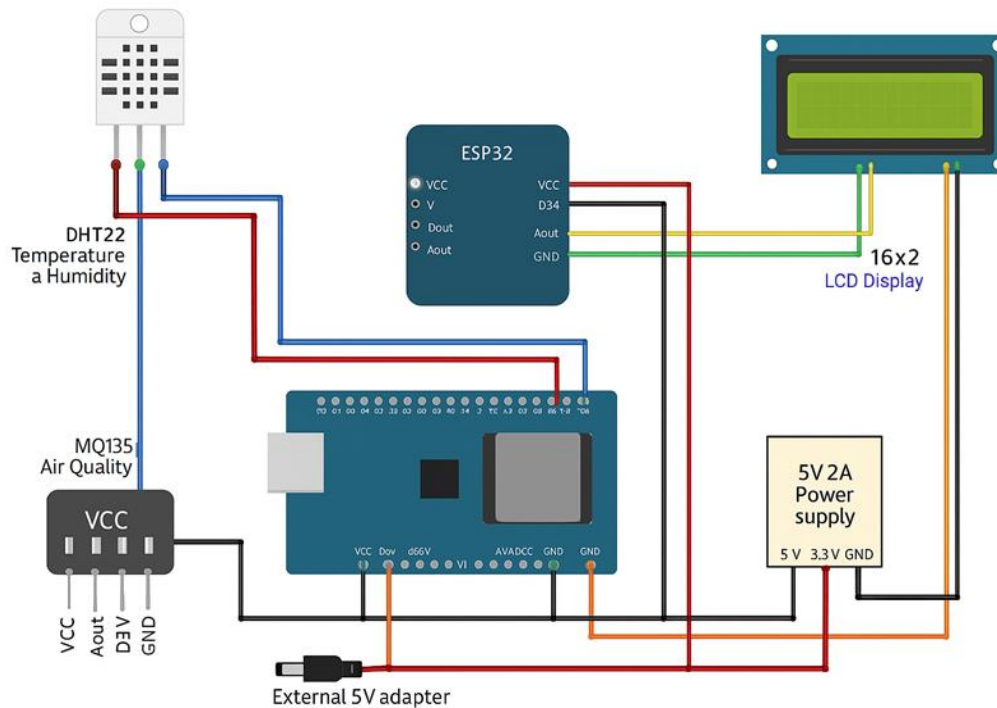 DHT22
Temperature
a Humidity
ESP32
VCC
V
Dout
Aout
VCC
D34
Aout
GND
16x2
LCD Display
MQ135
Air Quality
VCC
VCC
Aout
GND
VCC Dov d66V VI AVADCC GND GND
5V 2A
Power
supply
5 V 3.3 V GND
External 5V adapter